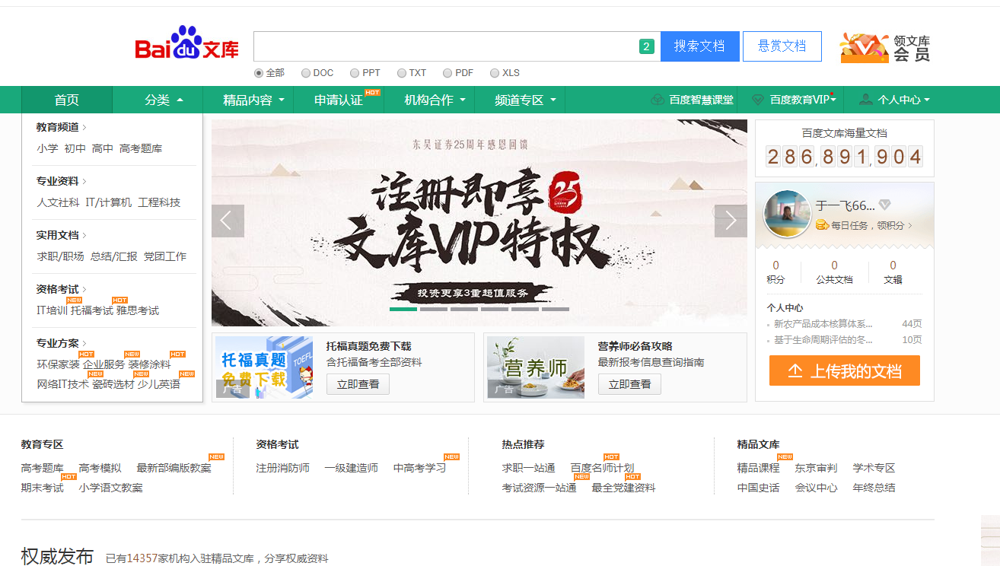 Baidu文库
2
搜索文档
悬赏文档
领文库
会员
全部 DOC PPT TXT PDF XLS
首页 分类 精品内容 申请认证 HOT 机构合作 频道专区 百度智慧课堂 百度教育VIP 个人中心
教育频道
小学 初中 高中 高考题库
专业资料
人文社科 IT/计算机 工程科技
实用文档
求职/职场 总结/汇报 党团工作
资格考试
NEW HOT
IT培训 托福考试 雅思考试
专业方案
HOT NEW HOT
环保家装 企业服务 装修涂料
NEW NEW NEW
网络IT技术 瓷砖选材 少儿英语
东吴证券25周年感恩回馈
注册即享 25
文库VIP特权
投资更享3重超值服务
托福真题
TOEFL
免费下载
广告
托福真题免费下载
含托福备考全部资料
立即查看
营养师
广告
营养师必备攻略
最新报考信息查询指南
立即查看
百度文库海量文档
286,891,904
于一飞66...
每日任务，领积分
0 0 0
积分 公共文档 文辑
个人中心
新农产品成本核算体系... 44页
基于生命周期评估的冬... 10页
上传我的文档
教育专区
NEW
高考题库 高考模拟 最新部编版教案
HOT
期末考试 小学语文教案
资格考试
NEW
注册消防师 一级建造师 中高考学习
热点推荐
HOT
求职一站通 百度名师计划
NEW HOT
考试资源一站通 最全党建资料
精品文库
NEW
精品课程 东京审判 学术专区
中国史话 会议中心 年终总结
权威发布 已有14357家机构入驻精品文库，分享权威资料